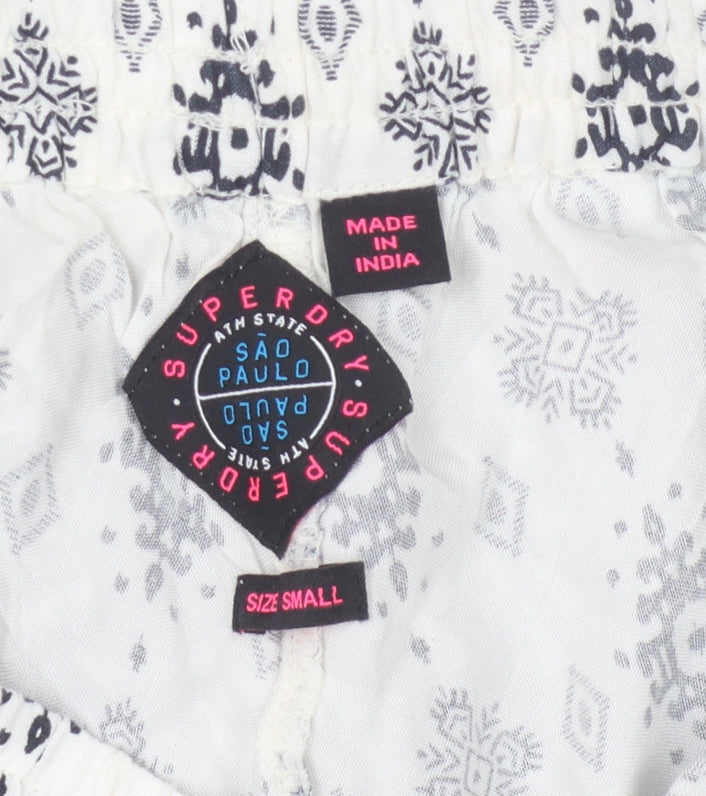 MADE
IN
INDIA
SUPERDRY · SUPERDRY ·
ATH STATE
SÃO
PAULO
SÃO
PAULO
ATH STATE
SIZE SMALL